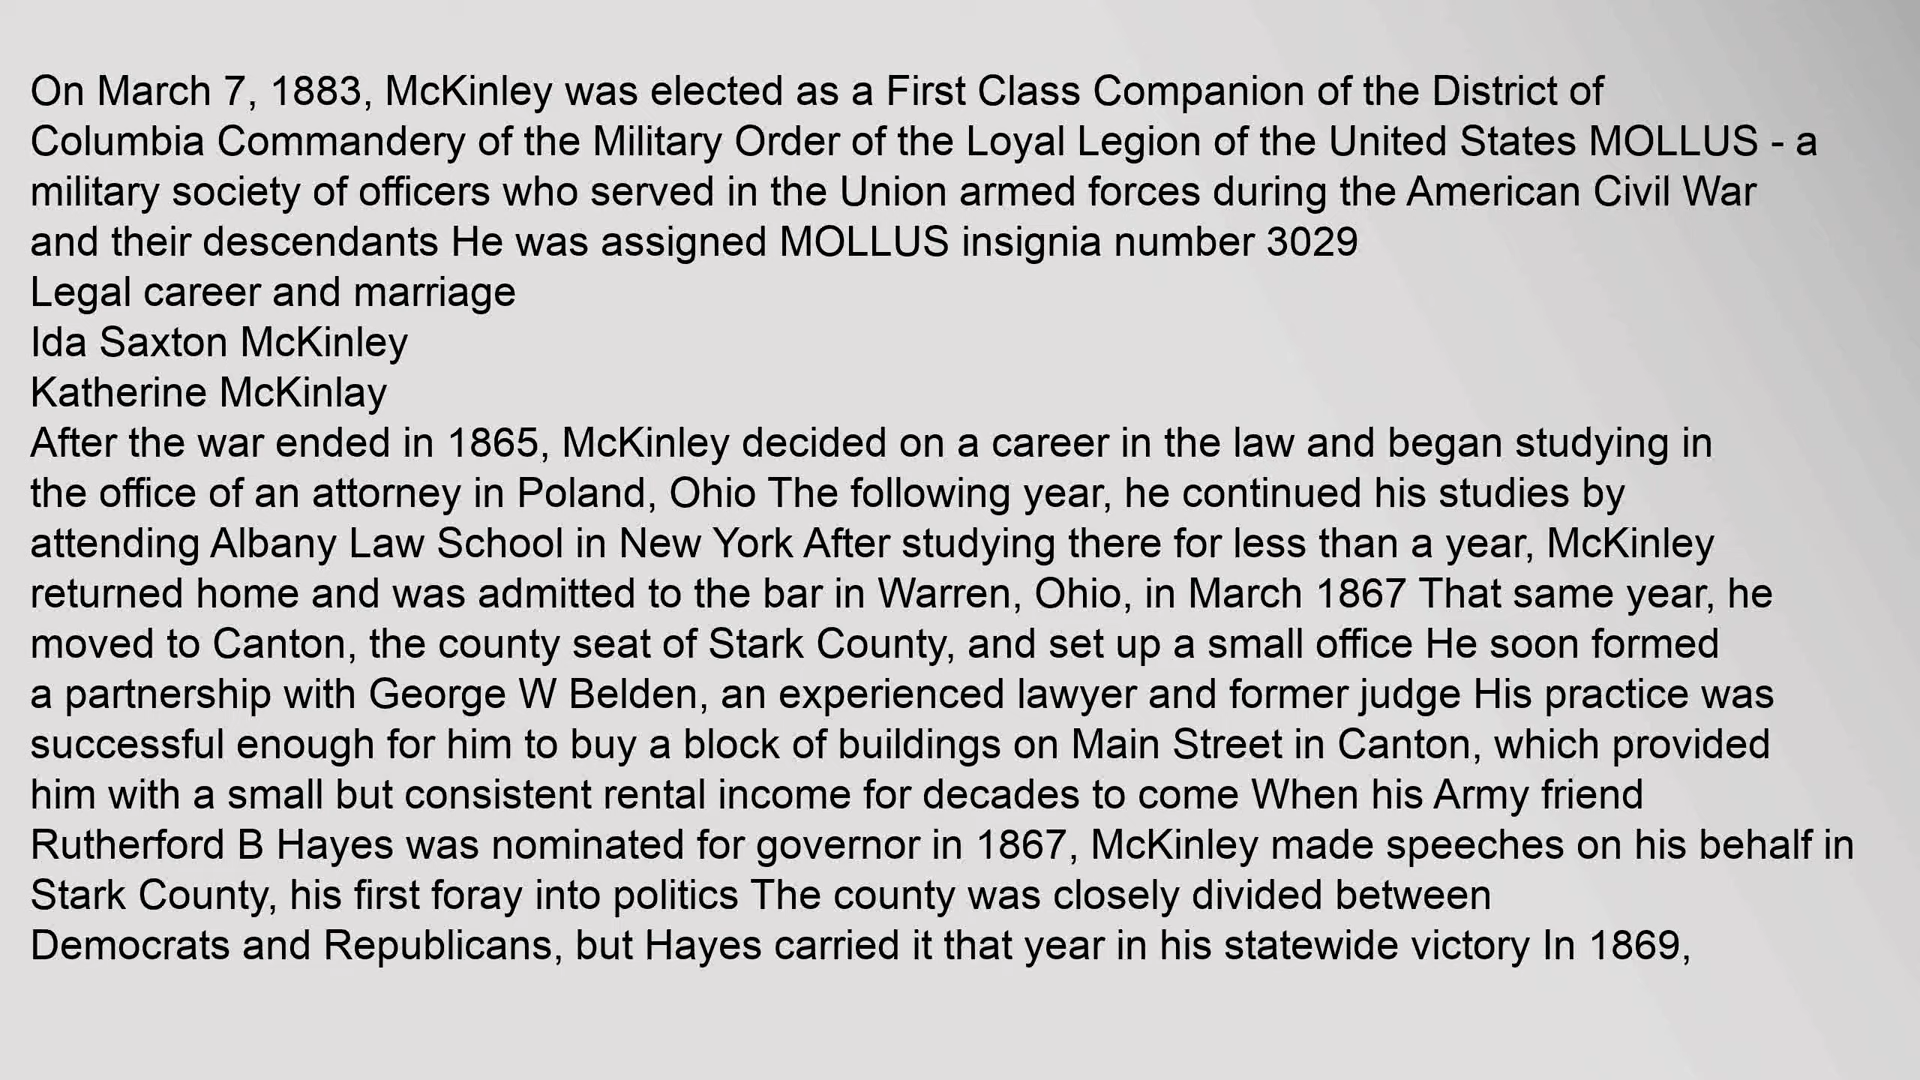 On March 7, 1883, McKinley was elected as a First Class Companion of the District of
Columbia Commandery of the Military Order of the Loyal Legion of the United States MOLLUS - a
military society of officers who served in the Union armed forces during the American Civil War
and their descendants He was assigned MOLLUS insignia number 3029
Legal career and marriage
Ida Saxton McKinley
Katherine McKinlay
After the war ended in 1865, McKinley decided on a career in the law and began studying in
the office of an attorney in Poland, Ohio The following year, he continued his studies by
attending Albany Law School in New York After studying there for less than a year, McKinley
returned home and was admitted to the bar in Warren, Ohio, in March 1867 That same year, he
moved to Canton, the county seat of Stark County, and set up a small office He soon formed
a partnership with George W Belden, an experienced lawyer and former judge His practice was
successful enough for him to buy a block of buildings on Main Street in Canton, which provided
him with a small but consistent rental income for decades to come When his Army friend
Rutherford B Hayes was nominated for governor in 1867, McKinley made speeches on his behalf in
Stark County, his first foray into politics The county was closely divided between
Democrats and Republicans, but Hayes carried it that year in his statewide victory In 1869,